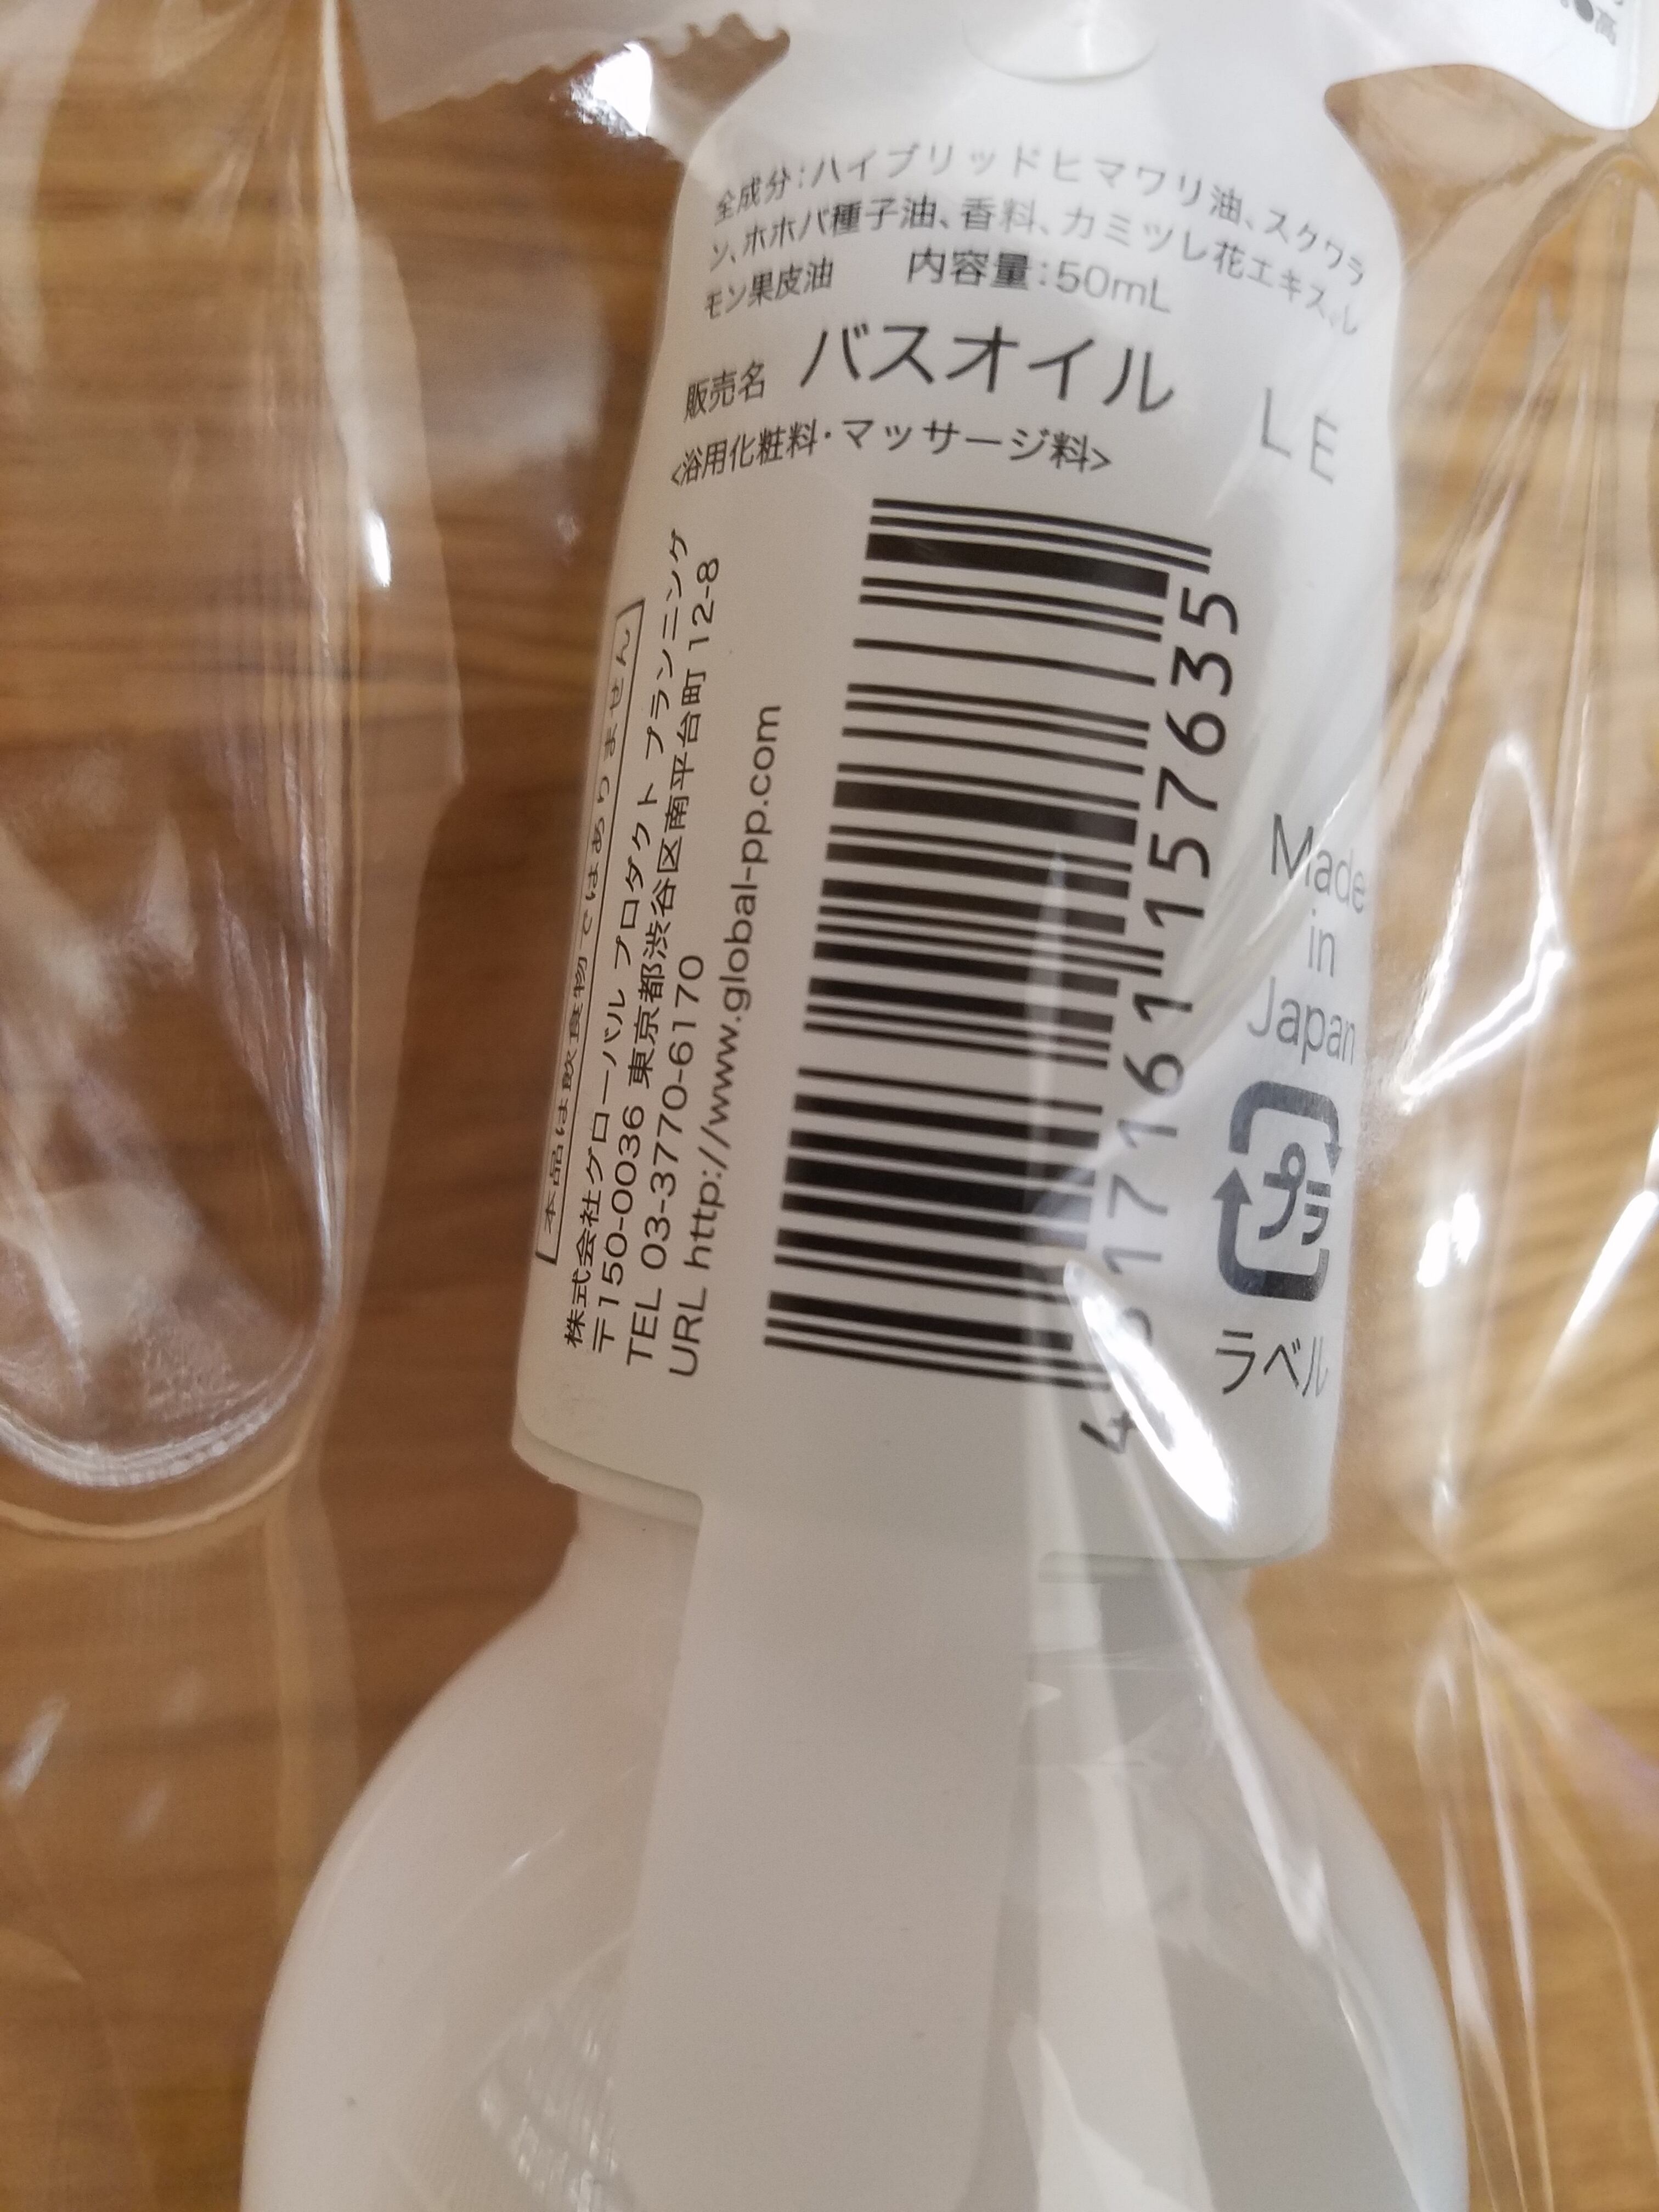 高
全成分：ハイブリッドヒマワリ油、スクワラ
ン、ホホバ種子油、香料、カミツレ花エキス、レ
モン果皮油　内容量：50mL
販売名 バスオイル LE
<浴用化粧料・マッサージ料>
本品は飲食物ではありません
株式会社グローバル プロダクト プランニング
〒150-0036 東京都渋谷区南平台町 12-8
TEL 03-3770-6170
URL http://www.global-pp.com
Made
in
Japan
プラ
ラベル